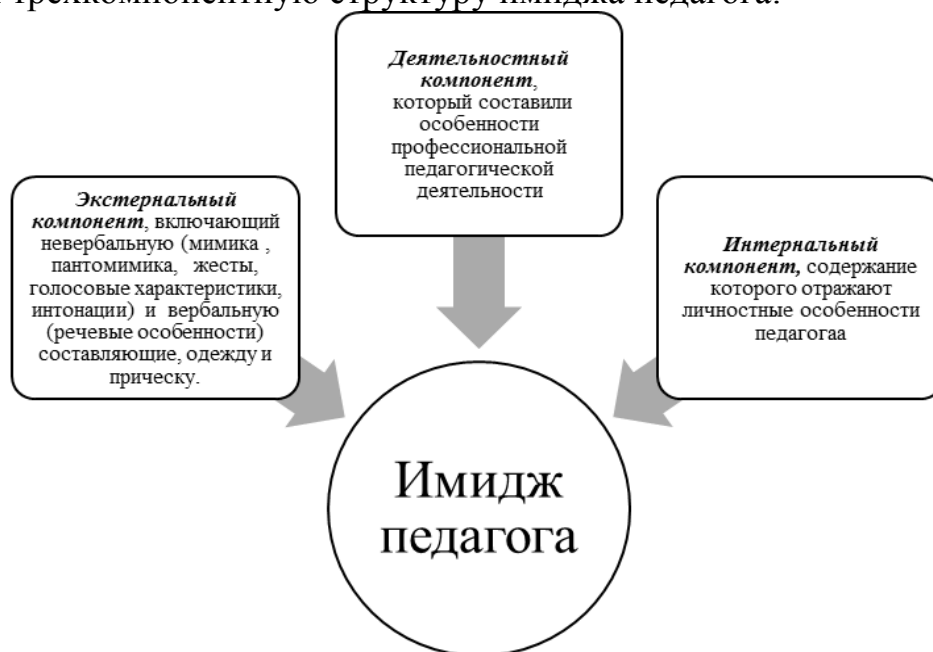 трехкомпонентную структуру имиджа педагога.
Деятельностный
компонент,
который составили
особенности
профессиональной
педагогической
деятельности
Экстернальный
компонент, включающий
невербальную (мимика ,
пантомимика, жесты,
голосовые характеристики,
интонации) и вербальную
(речевые особенности)
составляющие, одежду и
прическу.
Интернальный
компонент, содержание
которого отражают
личностные особенности
педагогаа
Имидж
педагога